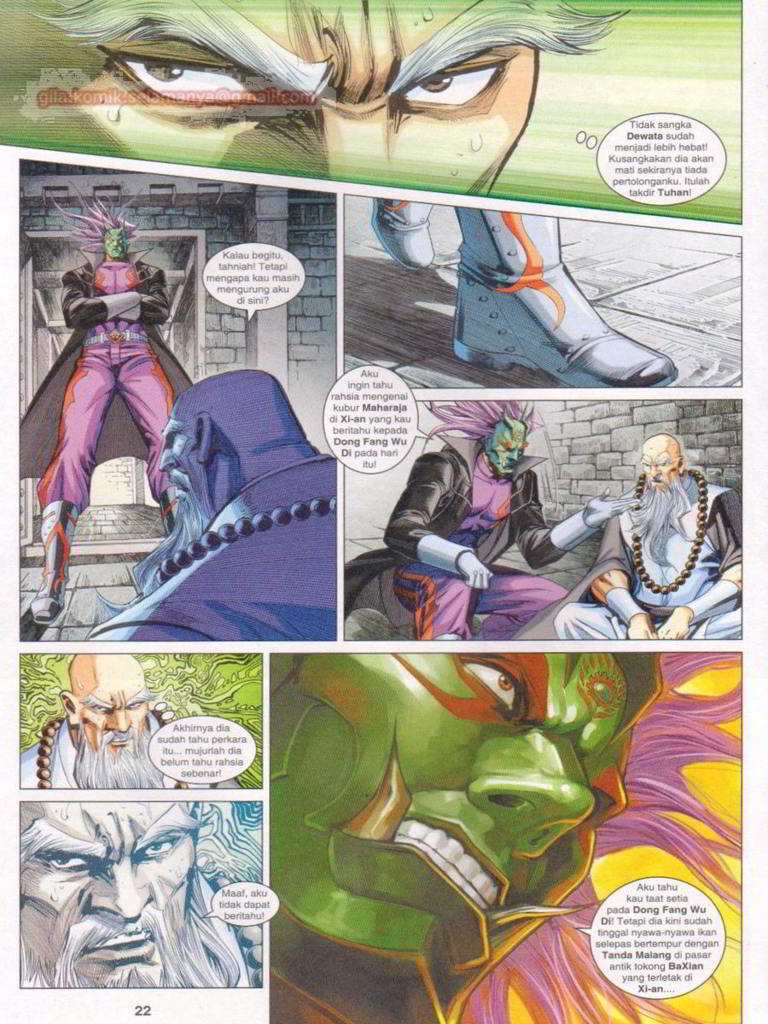 gila.komik.selamanya@gmail.com
Tidak sangka
Dewata sudah
menjadi lebih hebat!
Kusangkakan dia akan
mati sekiranya tiada
pertolonganku. Itulah
takdir Tuhan!
Kalau begitu,
tahniah! Tetapi
mengapa kau masih
mengurung aku
di sini?
Aku
ingin tahu
rahsia mengenai
kubur Maharaja
di Xi-an yang kau
beritahu kepada
Dong Fang Wu
Di pada hari
itu!
Akhirnya dia
sudah tahu perkara
itu... mujurlah dia
belum tahu rahsia
sebenar!
Maaf, aku
tidak dapat
beritahu!
Aku tahu
kau taat setia
pada Dong Fang Wu
Di! Tetapi dia kini sudah
tinggal nyawa-nyawa ikan
selepas bertempur dengan
Tanda Malang di pasar
antik tokong BaXian
yang terletak di
Xi-an....
22